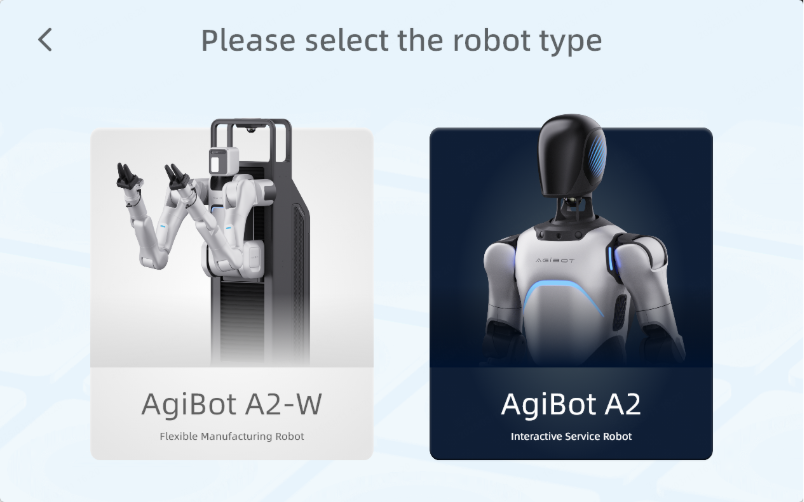 Please select the robot type
AGIBOT
AgiBot A2-W
Flexible Manufacturing Robot
AgiBot A2
Interactive Service Robot